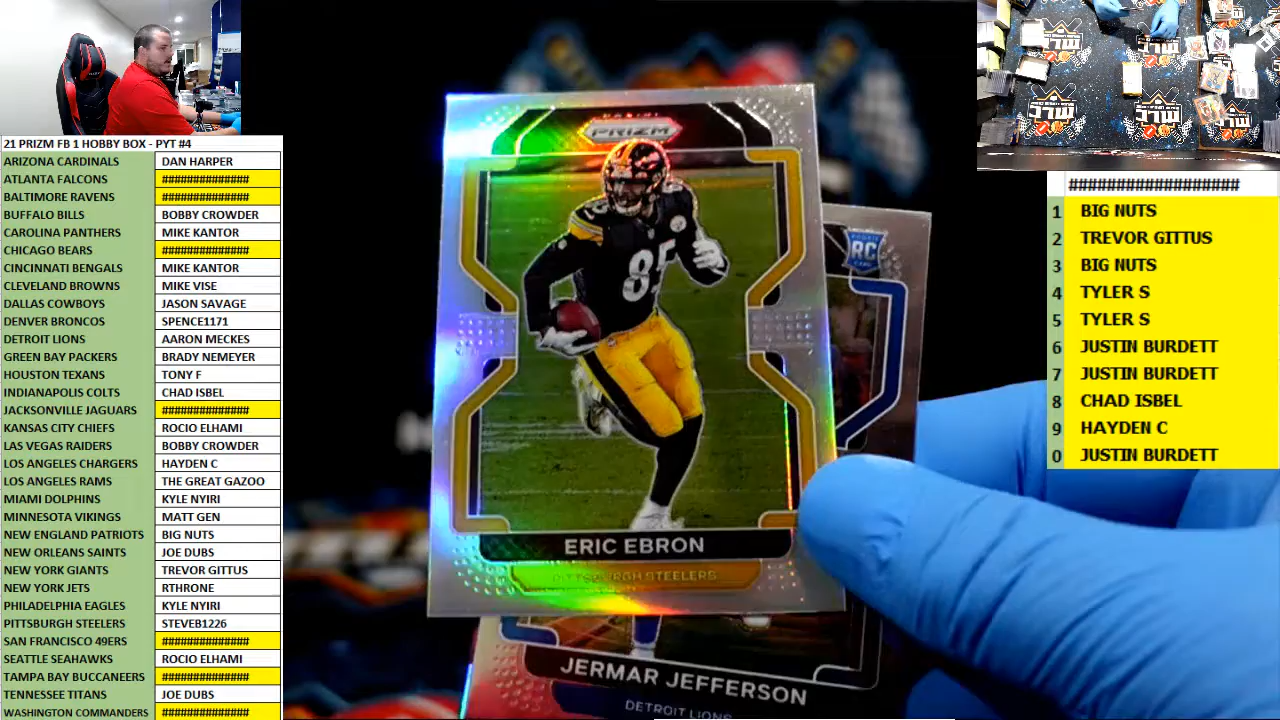 21 PRIZM FB 1 HOBBY BOX - PYT #4
ARIZONA CARDINALS DAN HARPER
ATLANTA FALCONS ##############
BALTIMORE RAVENS ##############
BUFFALO BILLS BOBBY CROWDER
CAROLINA PANTHERS MIKE KANTOR
CHICAGO BEARS ##############
CINCINNATI BENGALS MIKE KANTOR
CLEVELAND BROWNS MIKE VISE
DALLAS COWBOYS JASON SAVAGE
DENVER BRONCOS SPENCE1171
DETROIT LIONS AARON MECKES
GREEN BAY PACKERS BRADY NEMEYER
HOUSTON TEXANS TONY F
INDIANAPOLIS COLTS CHAD ISBEL
JACKSONVILLE JAGUARS ##############
KANSAS CITY CHIEFS ROCIO ELHAMI
LAS VEGAS RAIDERS BOBBY CROWDER
LOS ANGELES CHARGERS HAYDEN C
LOS ANGELES RAMS THE GREAT GAZOO
MIAMI DOLPHINS KYLE NYIRI
MINNESOTA VIKINGS MATT GEN
NEW ENGLAND PATRIOTS BIG NUTS
NEW ORLEANS SAINTS JOE DUBS
NEW YORK GIANTS TREVOR GITTUS
NEW YORK JETS RTHRONE
PHILADELPHIA EAGLES KYLE NYIRI
PITTSBURGH STEELERS STEVEB1226
SAN FRANCISCO 49ERS ##############
SEATTLE SEAHAWKS ROCIO ELHAMI
TAMPA BAY BUCCANEERS ##############
TENNESSEE TITANS JOE DUBS
WASHINGTON COMMANDERS ##############
PRIZM
85
RC
ERIC EBRON
PITTSBURGH STEELERS
JERMAR JEFFERSON
DETROIT LIONS
##################
1 BIG NUTS
2 TREVOR GITTUS
3 BIG NUTS
4 TYLER S
5 TYLER S
6 JUSTIN BURDETT
7 JUSTIN BURDETT
8 CHAD ISBEL
9 HAYDEN C
0 JUSTIN BURDETT